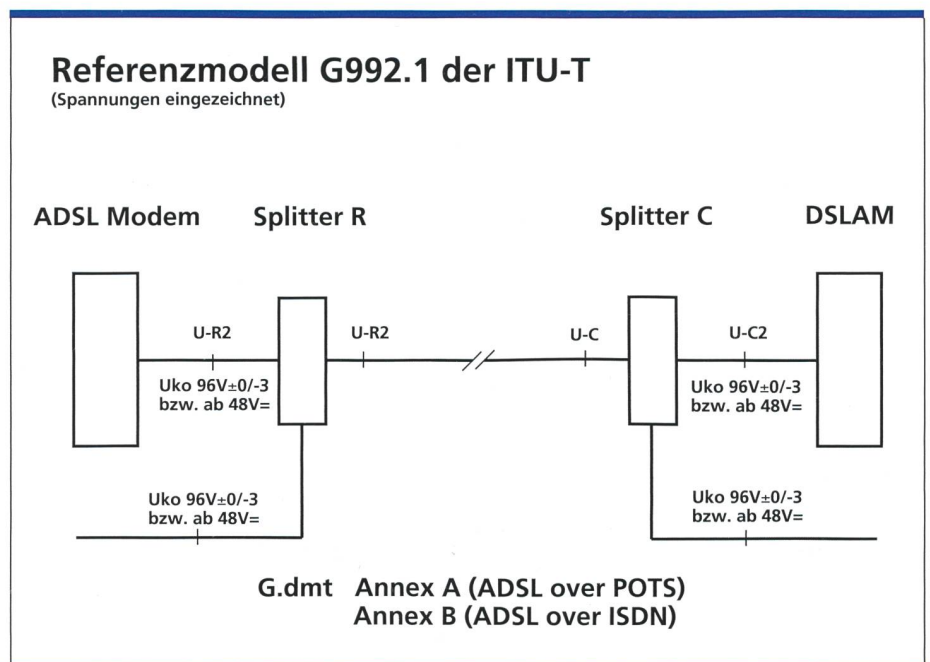 Referenzmodell G992.1 der ITU-T
(Spannungen eingezeichnet)
ADSL Modem
Splitter R
Splitter C
DSLAM
U-R2
U-R2
U-C
U-C2
Uko 96V±0/-3
bzw. ab 48V=
Uko 96V±0/-3
bzw. ab 48V=
Uko 96V±0/-3
bzw. ab 48V=
Uko 96V±0/-3
bzw. ab 48V=
G.dmt Annex A (ADSL over POTS)
Annex B (ADSL over ISDN)